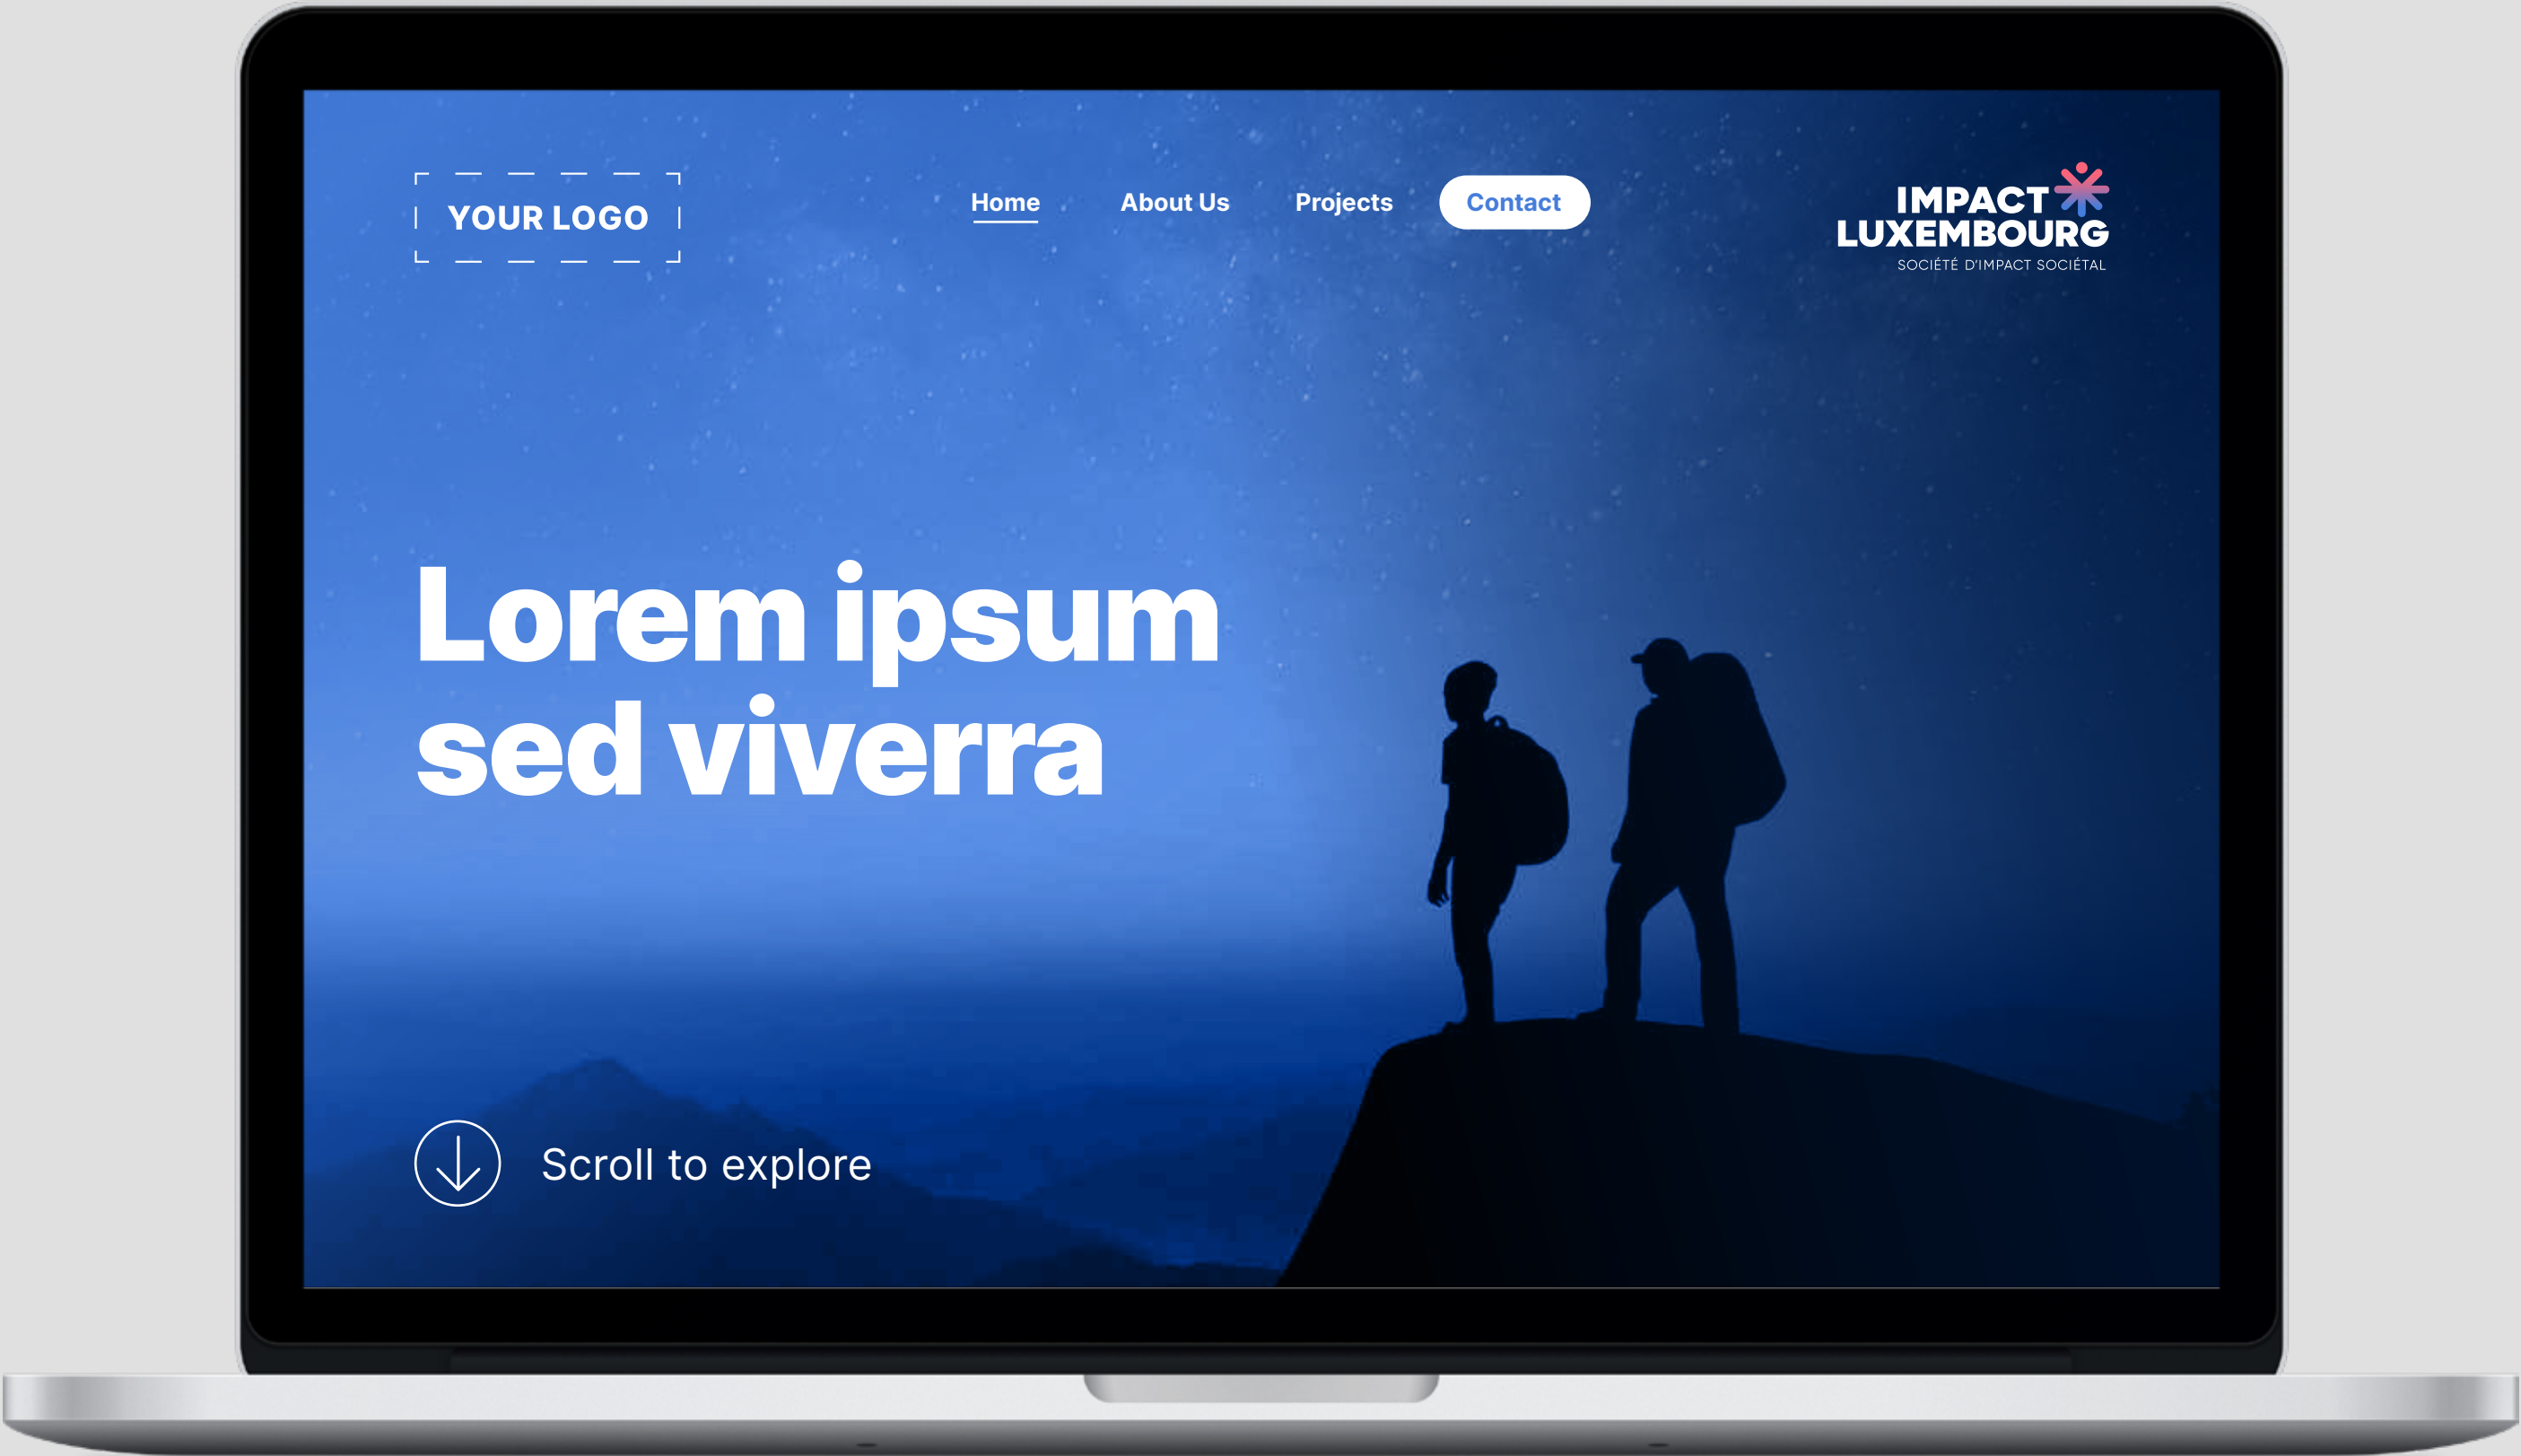 YOUR LOGO
Home About Us Projects Contact
IMPACT
LUXEMBOURG
SOCIÉTÉ D'IMPACT SOCIÉTAL
Lorem ipsum
sed viverra
Scroll to explore